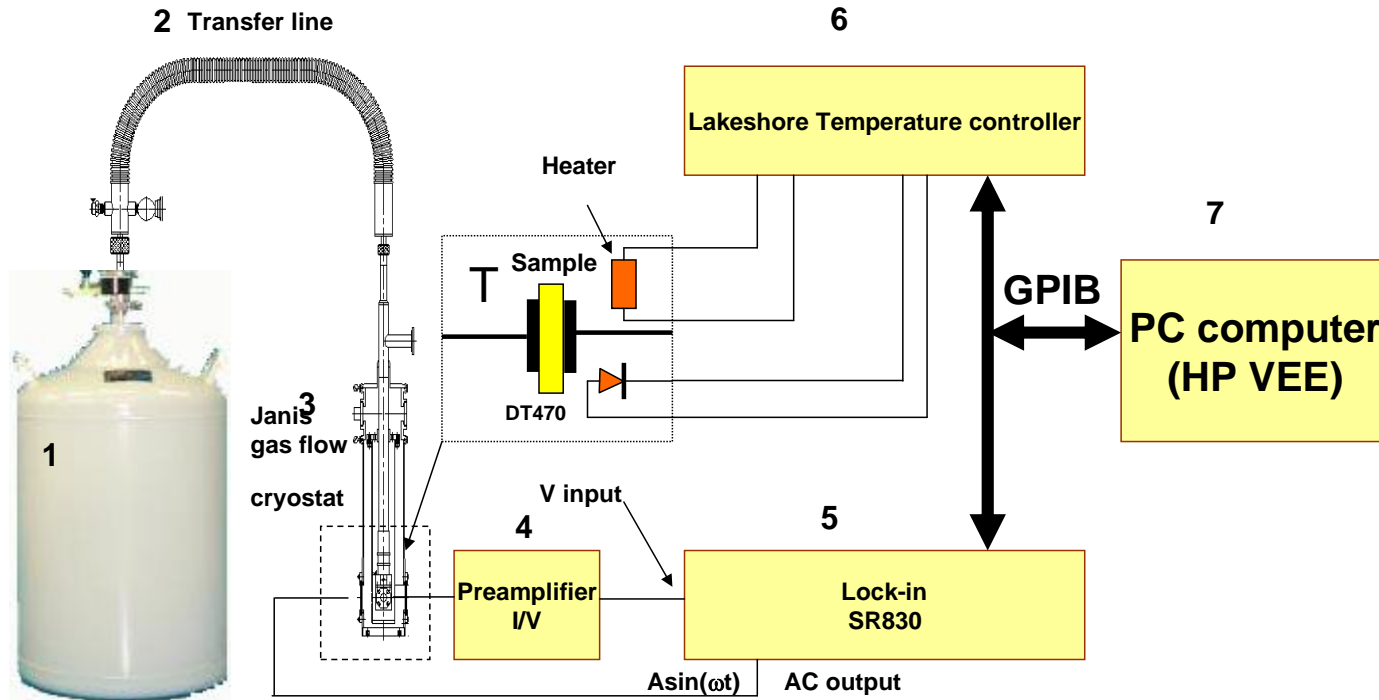 2 Transfer line
6
Lakeshore Temperature controller
Heater
7
Sample
T
GPIB
PC computer
(HP VEE)
DT470
3
Janis
gas flow
cryostat
1
V input
4
5
Preamplifier
I/V
Lock-in
SR830
Asin(ωt) AC output